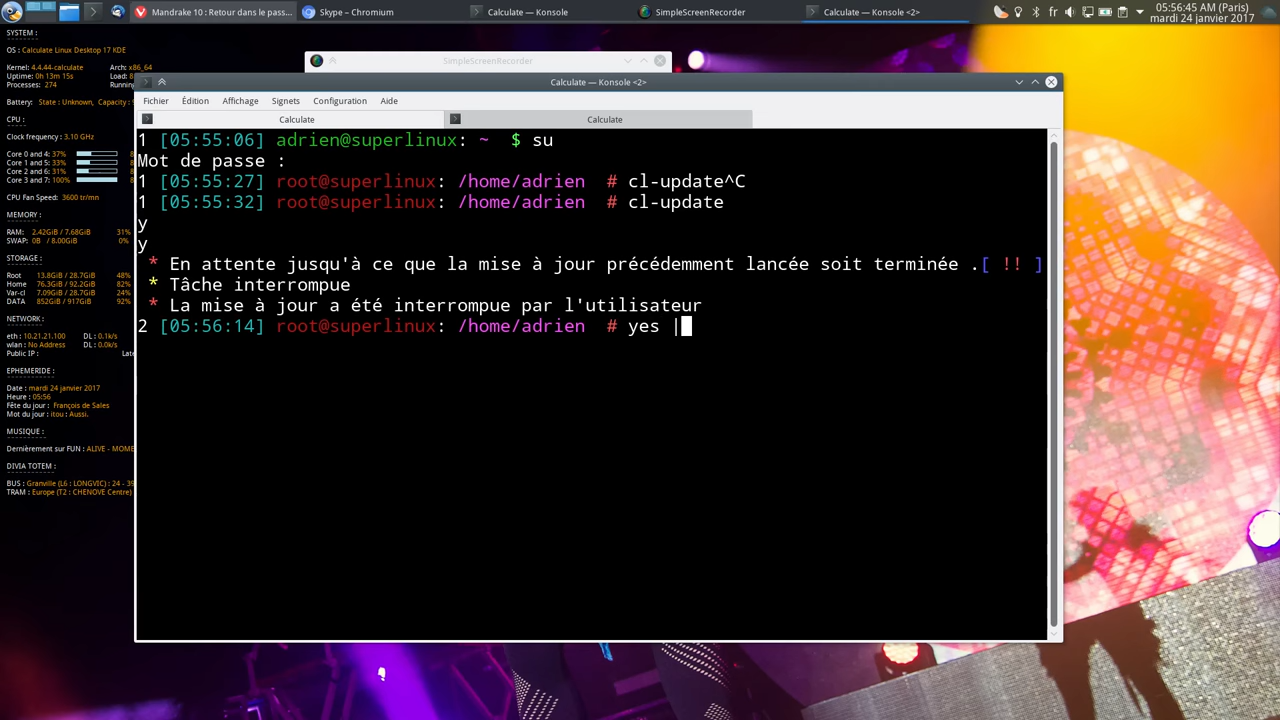 Mandrake 10 : Retour dans le passe...
Skype – Chromium
Calculate — Konsole
SimpleScreenRecorder
Calculate — Konsole <2>
fr
05:56:45 AM (Paris)
mardi 24 janvier 2017
SYSTEM :
OS : Calculate Linux Desktop 17 KDE
Kernel: 4.4.44-calculate Arch: x86_64
Uptime: 0h 13m 15s Load: 8
Processes: 274 Running
Battery: State : Unknown, Capacity :
CPU :
Clock frequency : 3.10 GHz
Core 0 and 4: 37%
Core 1 and 5: 33%
Core 2 and 6: 31%
Core 3 and 7: 100%
CPU Fan Speed: 3600 tr/mn
MEMORY :
RAM: 2.42GiB / 7.68GiB 31%
SWAP: 0B / 8.00GiB 0%
STORAGE :
Root 13.8GiB / 28.7GiB 48%
Home 76.3GiB / 92.2GiB 82%
Var-cl 7.09GiB / 28.7GiB 24%
DATA 852GiB / 917GiB 92%
NETWORK :
eth : 10.21.21.100 DL : 0.1k/s
wlan : No Address DL : 0.0k/s
Public IP : Late
EPHEMERIDE :
Date : mardi 24 janvier 2017
Heure : 05:56
Fête du jour : François de Sales
Mot du jour : itou : Aussi.
MUSIQUE :
Dernièrement sur FUN : ALIVE - MOME
DIVIA TOTEM :
BUS : Granville (L6 : LONGVIC) : 24 - 39
TRAM : Europe (T2 : CHENOVE Centre)
SimpleScreenRecorder
Calculate — Konsole <2>
Fichier Édition Affichage Signets Configuration Aide
Calculate Calculate
1 [05:55:06] adrien@superlinux: ~ $ su
Mot de passe :
1 [05:55:27] root@superlinux: /home/adrien # cl-update^C
1 [05:55:32] root@superlinux: /home/adrien # cl-update
y
y
* En attente jusqu'à ce que la mise à jour précédemment lancée soit terminée .[ !! ]
* Tâche interrompue
* La mise à jour a été interrompue par l'utilisateur
2 [05:56:14] root@superlinux: /home/adrien # yes |